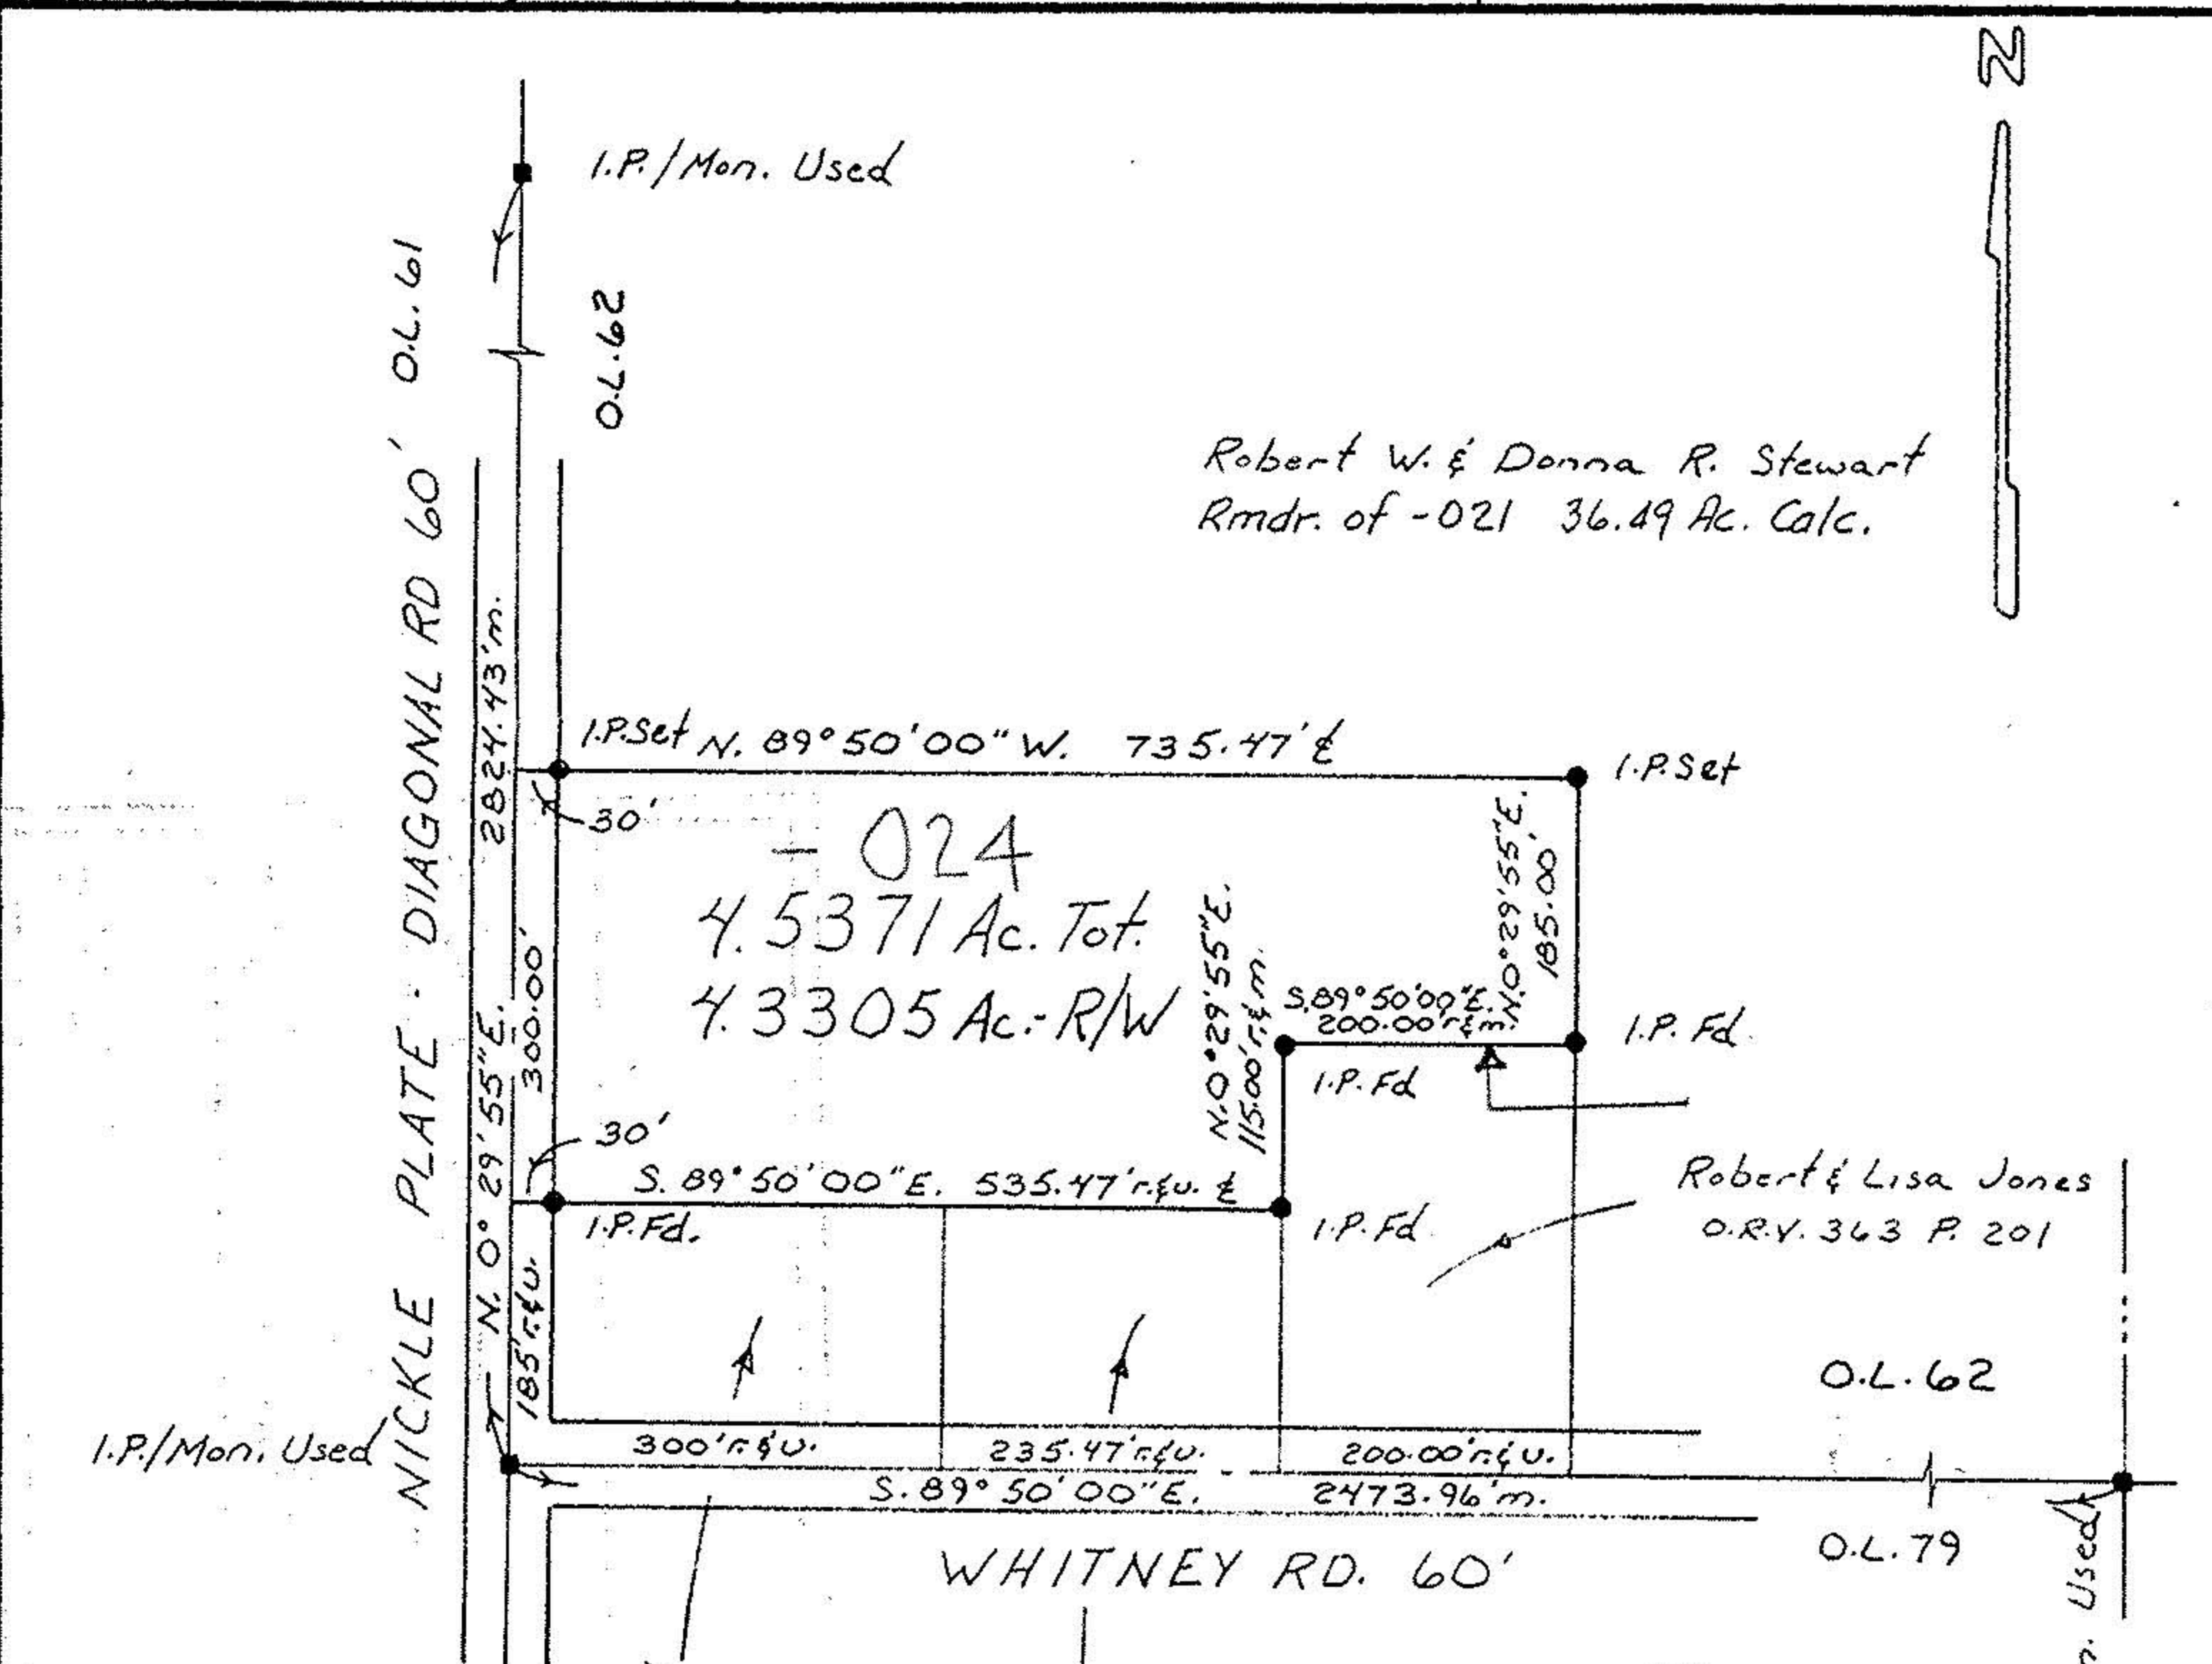 N
I.P./Mon. Used
O.L. 61
O.L. 62
NICKLE PLATE - DIAGONAL RD 60'
Robert W. & Donna R. Stewart
Rmdr. of -021 36.49 Ac. Calc.
2824.43'm.
N. 0° 29' 55" E.
I.P. Set
N. 89° 50' 00" W. 735.47' ℄
I.P. Set
30'
- 024
4.5371 Ac. Tot.
4.3305 Ac.- R/W
300.00'
N. 0° 29' 55" E.
185.00'
N. 0° 29' 55" E.
115.00' r.& m.
S. 89° 50' 00" E.
200.00' r & m.
I.P. Fd.
I.P. Fd
30'
S. 89° 50' 00" E. 535.47' r.& u. ℄
I.P. Fd.
I.P. Fd.
Robert & Lisa Jones
O.R.V. 363 P. 201
185' r.& u.
O.L. 62
I.P./Mon. Used
300' r. & u.
235.47' r.& u.
200.00' r. & u.
S. 89° 50' 00" E. 2473.96' m.
O.L. 79
WHITNEY RD. 60'
Used